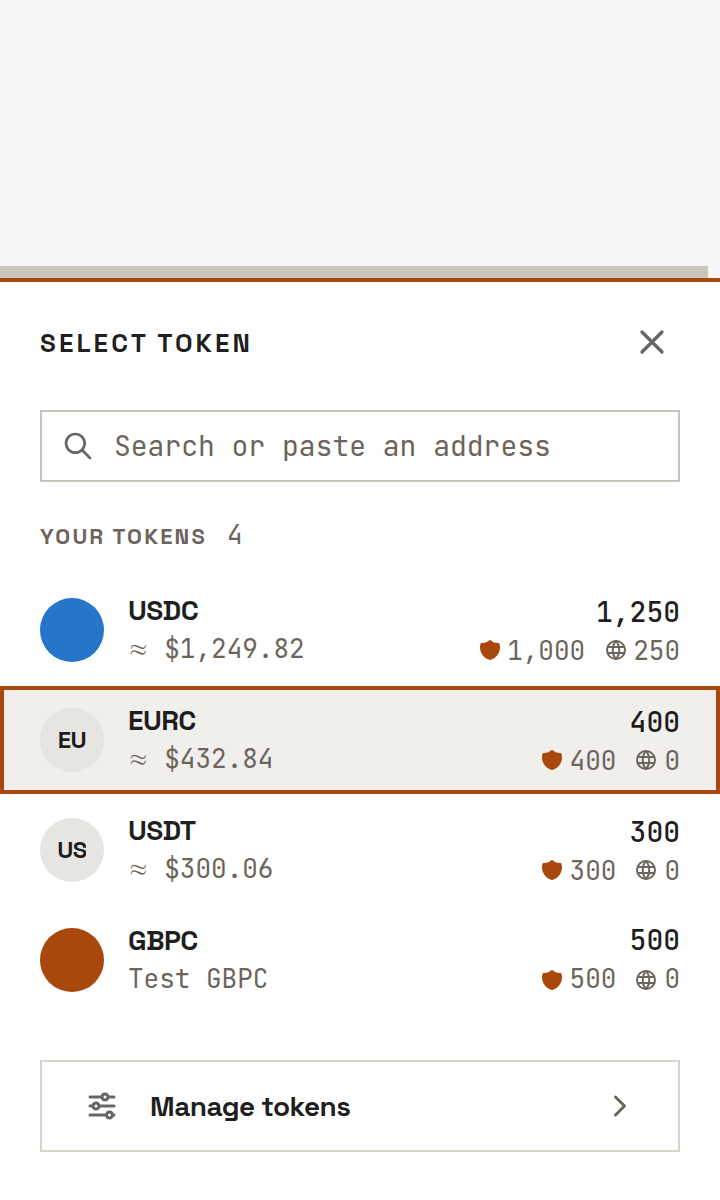 SELECT TOKEN
Search or paste an address
YOUR TOKENS 4
USDC 1,250
≈ $1,249.82 1,000 250
EU EURC 400
≈ $432.84 400 0
US USDT 300
≈ $300.06 300 0
GBPC 500
Test GBPC 500 0
Manage tokens